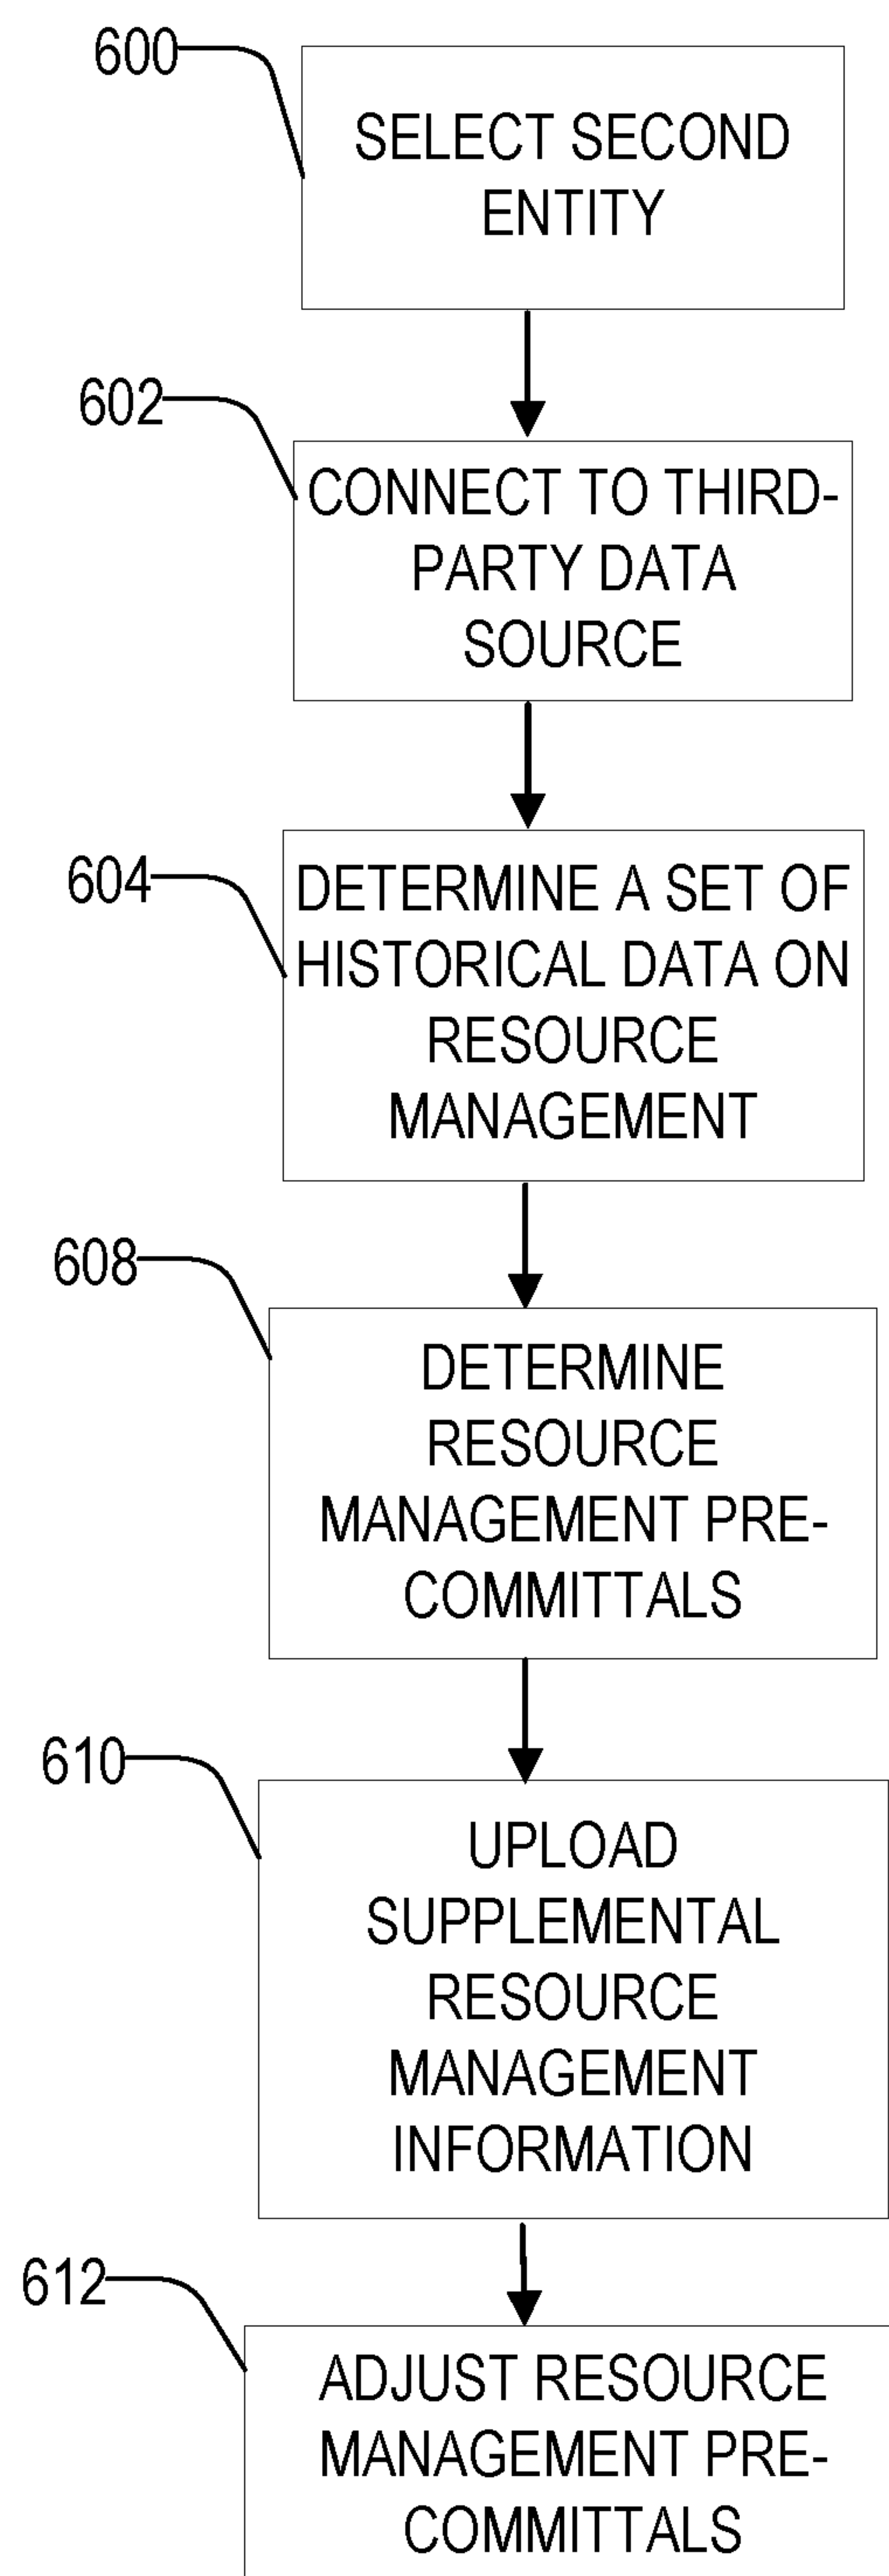 600
SELECT SECOND
ENTITY
602
CONNECT TO THIRD-
PARTY DATA
SOURCE
604
DETERMINE A SET OF
HISTORICAL DATA ON
RESOURCE
MANAGEMENT
608
DETERMINE
RESOURCE
MANAGEMENT PRE-
COMMITTALS
610
UPLOAD
SUPPLEMENTAL
RESOURCE
MANAGEMENT
INFORMATION
612
ADJUST RESOURCE
MANAGEMENT PRE-
COMMITTALS